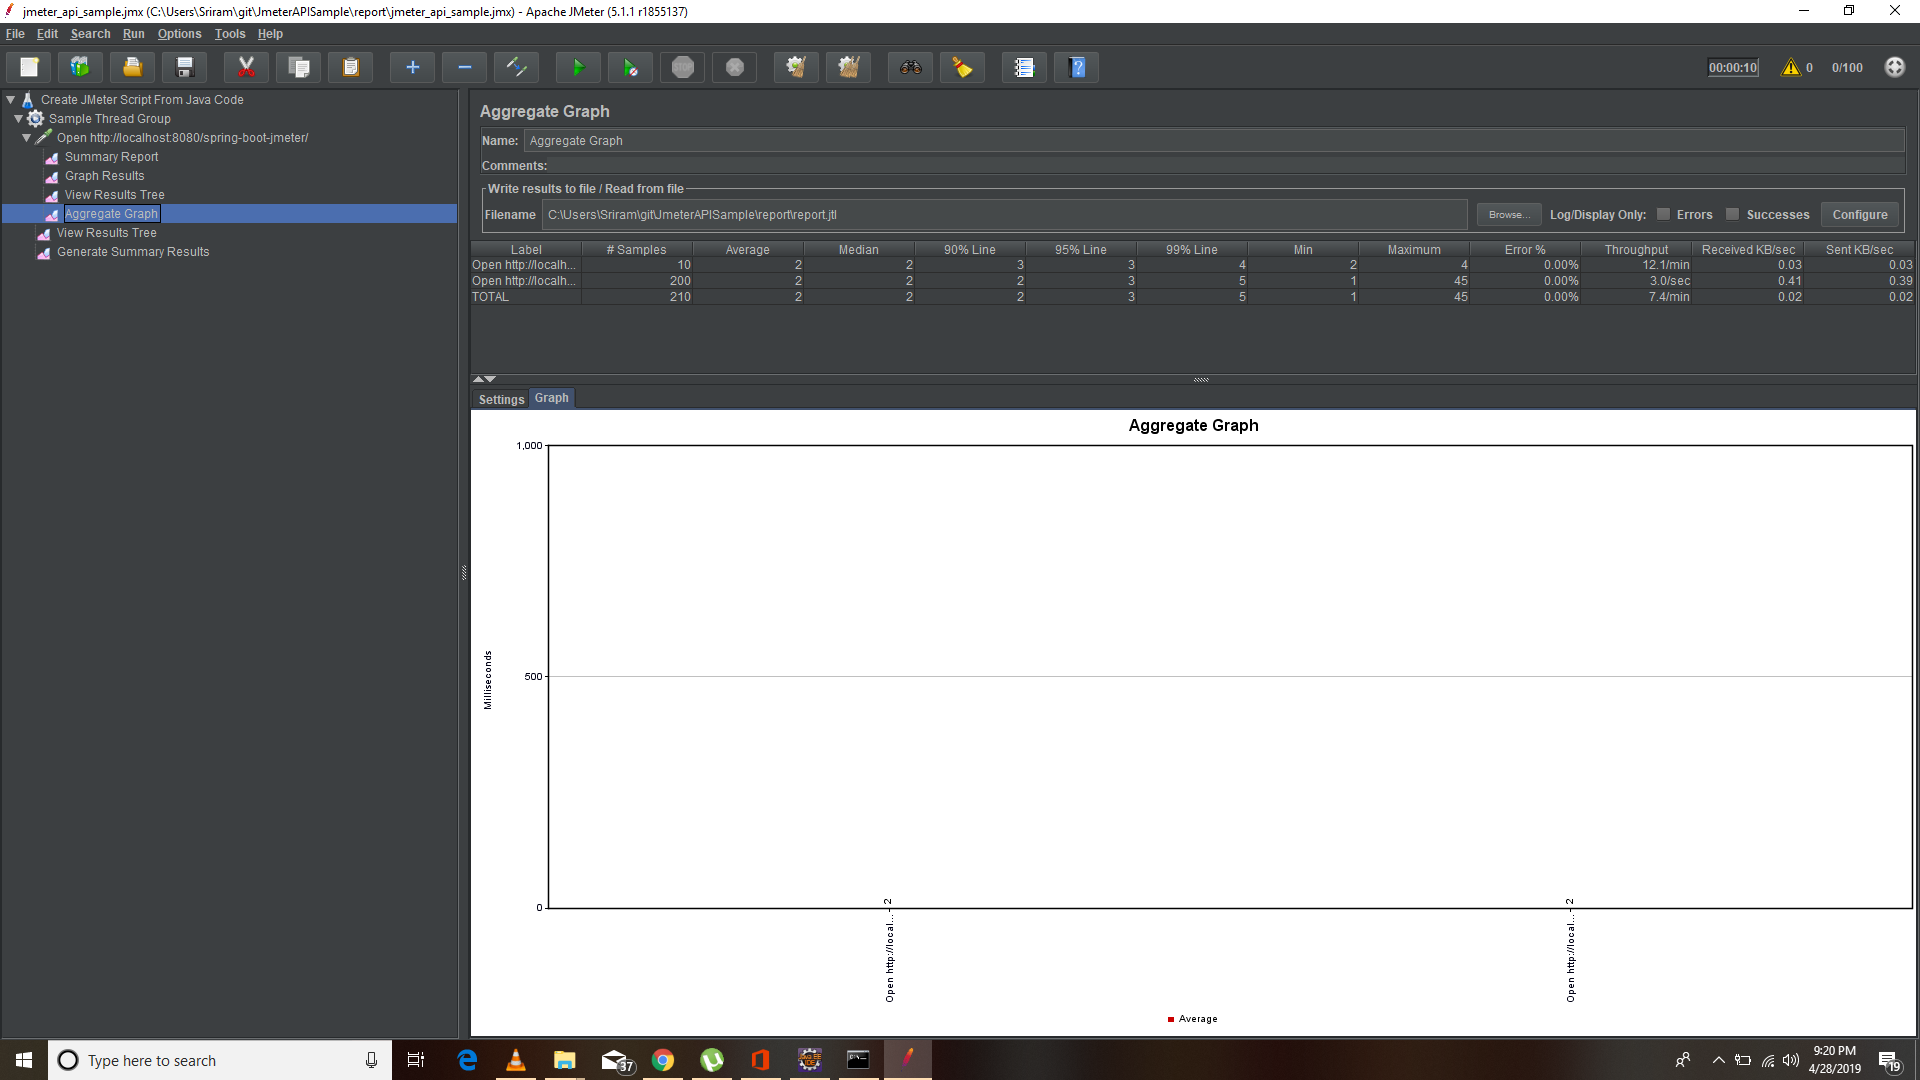 jmeter_api_sample.jmx (C:\Users\Sriram\git\JmeterAPISample\report\jmeter_api_sample.jmx) - Apache JMeter (5.1.1 r1855137)
File Edit Search Run Options Tools Help
STOP 00:00:10 0 0/100
Create JMeter Script From Java Code
Sample Thread Group
Open http://localhost:8080/spring-boot-jmeter/
Summary Report
Graph Results
View Results Tree
Aggregate Graph
View Results Tree
Generate Summary Results
Aggregate Graph
Name: Aggregate Graph
Comments:
Write results to file / Read from file
Filename C:\Users\Sriram\git\JmeterAPISample\report\report.jtl Browse... Log/Display Only: Errors Successes Configure
Label # Samples Average Median 90% Line 95% Line 99% Line Min Maximum Error % Throughput Received KB/sec Sent KB/sec
Open http://localh... 10 2 2 3 3 4 2 4 0.00% 12.1/min 0.03 0.03
Open http://localh... 200 2 2 2 3 5 1 45 0.00% 3.0/sec 0.41 0.39
TOTAL 210 2 2 2 3 5 1 45 0.00% 7.4/min 0.02 0.02
Settings Graph
Aggregate Graph
1,000
500
0
Milliseconds
2
2
Open http://local...
Open http://local...
Average
Type here to search
37
9:20 PM
4/28/2019
19